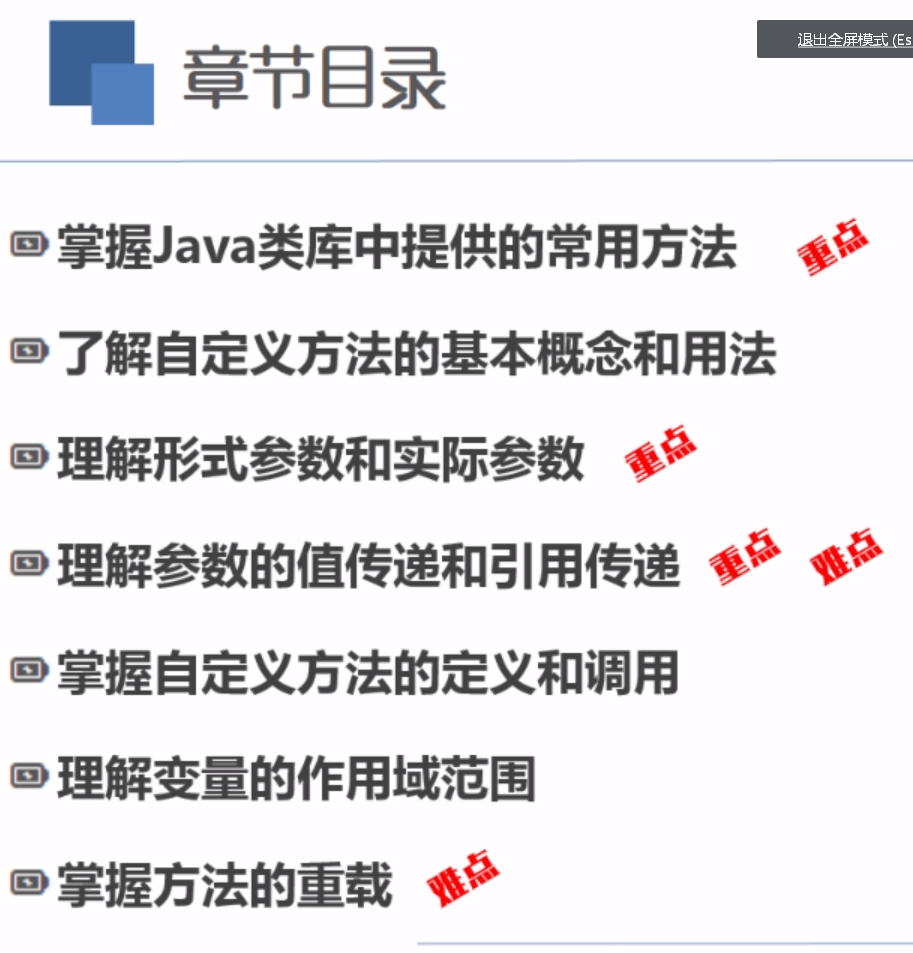 退出全屏模式 (Es
章节目录
掌握Java类库中提供的常用方法 重点
了解自定义方法的基本概念和用法
理解形式参数和实际参数 重点
理解参数的值传递和引用传递 重点 难点
掌握自定义方法的定义和调用
理解变量的作用域范围
掌握方法的重载 难点